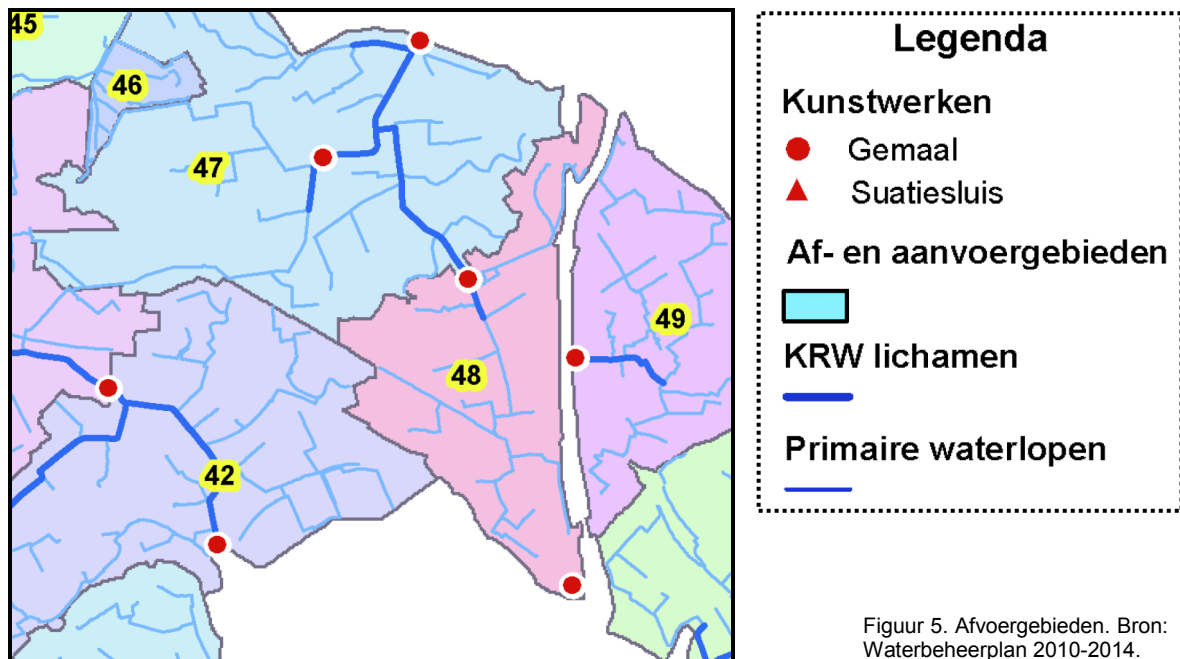 45
46
47
48
49
42
Legenda
Kunstwerken
Gemaal
Suatiesluis
Af- en aanvoergebieden
KRW lichamen
Primaire waterlopen
Figuur 5. Afvoergebieden. Bron:
Waterbeheerplan 2010-2014.